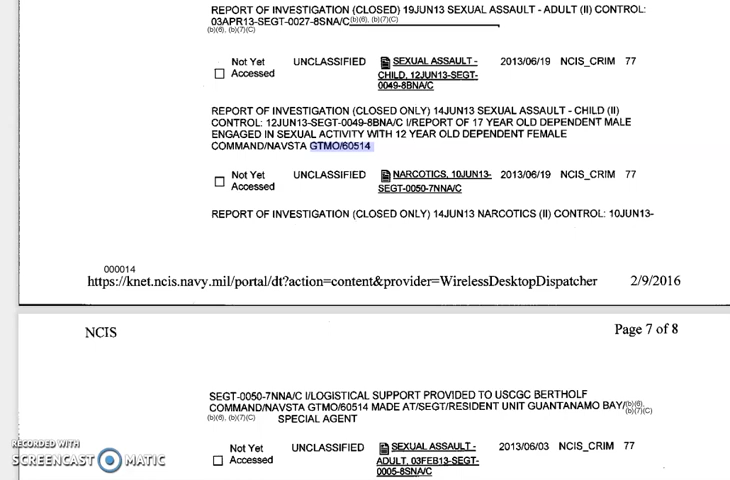 REPORT OF INVESTIGATION (CLOSED) 19JUN13 SEXUAL ASSAULT - ADULT (II) CONTROL:
03APR13-SEGT-0027-8SNA/C(b)(6), (b)(7)(C)
(b)(6), (b)(7)(C)
Not Yet Accessed UNCLASSIFIED SEXUAL ASSAULT - 2013/06/19 NCIS_CRIM 77
CHILD, 12JUN13-SEGT-
0049-8BNA/C
REPORT OF INVESTIGATION (CLOSED ONLY) 14JUN13 SEXUAL ASSAULT - CHILD (II)
CONTROL: 12JUN13-SEGT-0049-8BNA/C I/REPORT OF 17 YEAR OLD DEPENDENT MALE
ENGAGED IN SEXUAL ACTIVITY WITH 12 YEAR OLD DEPENDENT FEMALE
COMMAND/NAVSTA GTMO/60514
Not Yet Accessed UNCLASSIFIED NARCOTICS, 10JUN13- 2013/06/19 NCIS_CRIM 77
SEGT-0050-7NNA/C
REPORT OF INVESTIGATION (CLOSED ONLY) 14JUN13 NARCOTICS (II) CONTROL: 10JUN13-
000014
https://knet.ncis.navy.mil/portal/dt?action=content&provider=WirelessDesktopDispatcher 2/9/2016
NCIS Page 7 of 8
SEGT-0050-7NNA/C I/LOGISTICAL SUPPORT PROVIDED TO USCGC BERTHOLF
COMMAND/NAVSTA GTMO/60514 MADE AT/SEGT/RESIDENT UNIT GUANTANAMO BAY/(b)(6), (b)(7)(C)
(b)(6), (b)(7)(C) SPECIAL AGENT
Not Yet Accessed UNCLASSIFIED SEXUAL ASSAULT - 2013/06/03 NCIS_CRIM 77
ADULT, 03FEB13-SEGT-
0005-8SNA/C
RECORDED WITH
SCREENCAST-O-MATIC